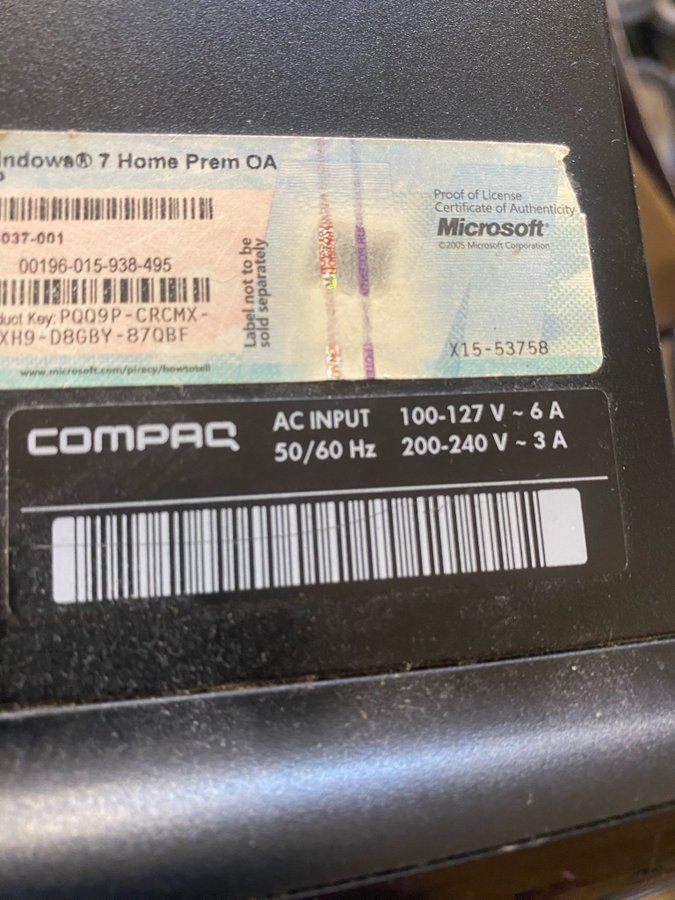 indows® 7 Home Prem OA
P
037-001
00196-015-938-495
duct Key: PQQ9P-CRCMX-
XH9-D8GBY-87QBF
www.microsoft.com/piracy/howtotell
Label not to be
sold separately
Proof of License
Certificate of Authenticity
Microsoft®
©2005 Microsoft Corporation
X15-53758
COMPAQ
AC INPUT 100-127 V ~ 6 A
50/60 Hz 200-240 V ~ 3 A